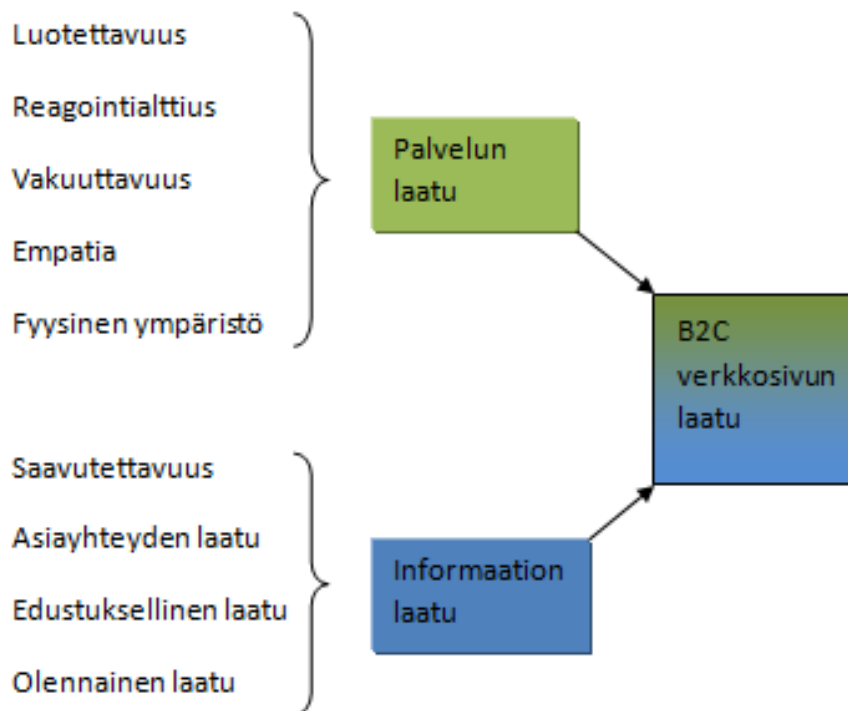 Luotettavuus
Reagointialttius
Vakuuttavuus
Empatia
Fyysinen ympäristö
Palvelun
laatu
B2C
verkkosivun
laatu
Saavutettavuus
Asiayhteyden laatu
Edustuksellinen laatu
Olennainen laatu
Informaation
laatu